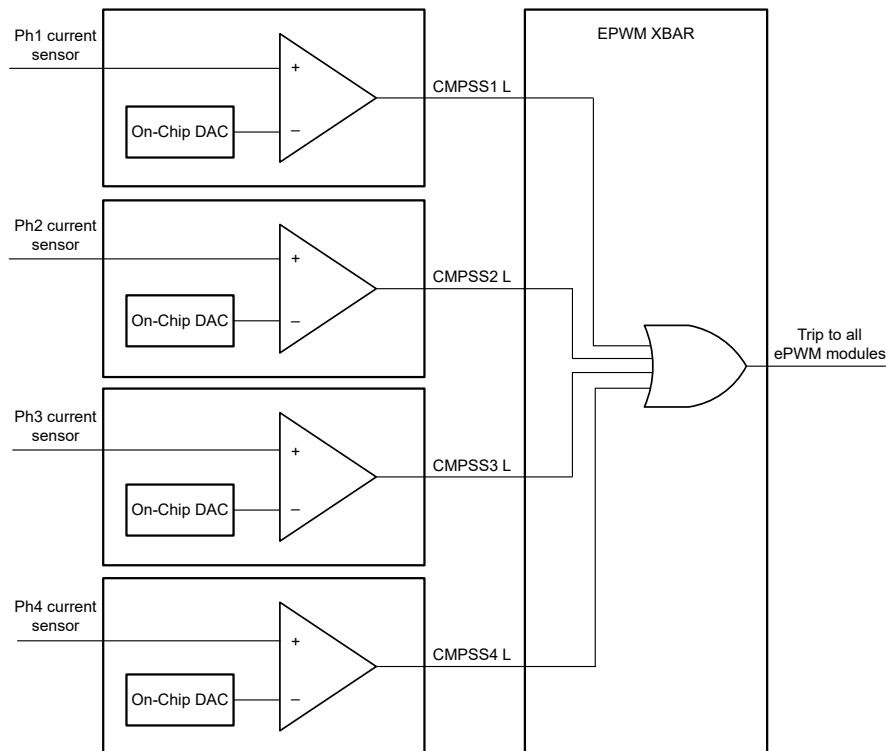 Ph1 current
sensor
+
On-Chip DAC
−
CMPSS1 L
EPWM XBAR
Ph2 current
sensor
+
On-Chip DAC
−
CMPSS2 L
Trip to all
ePWM modules
Ph3 current
sensor
+
On-Chip DAC
−
CMPSS3 L
Ph4 current
sensor
+
On-Chip DAC
−
CMPSS4 L